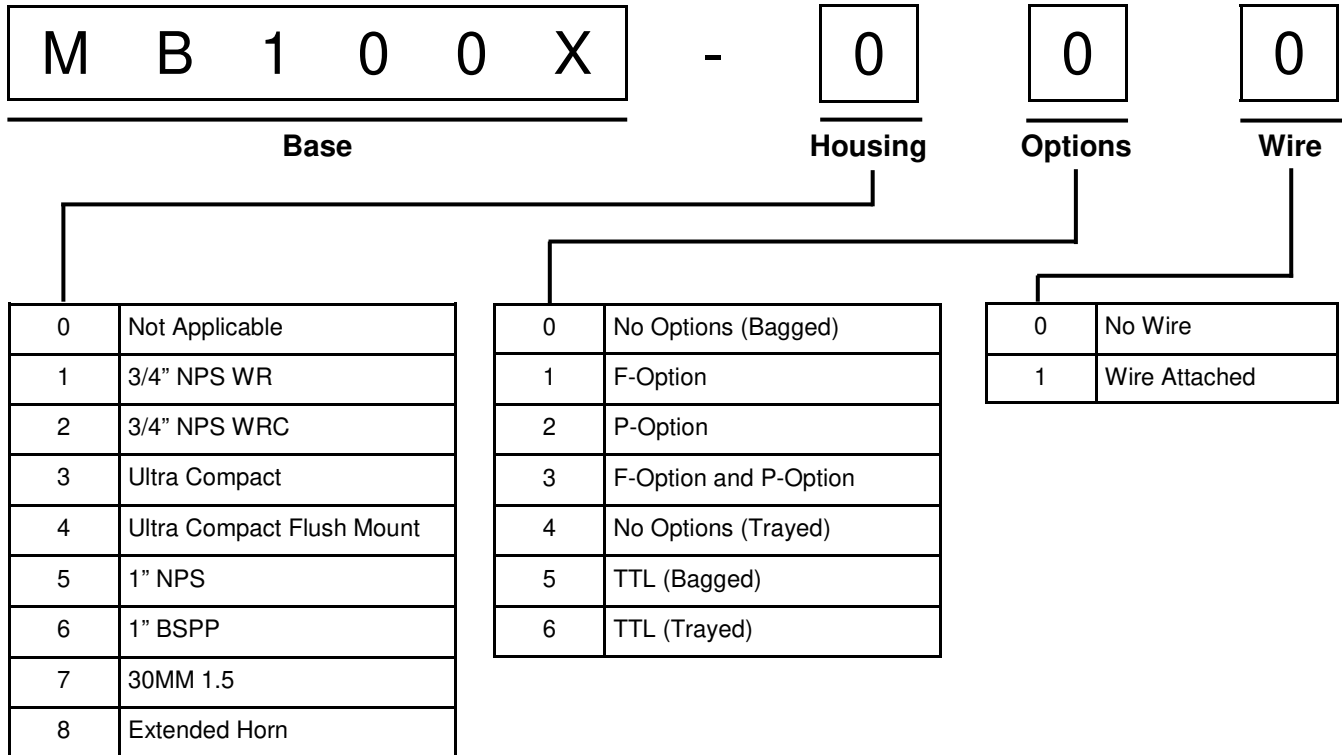 M B 1 0 0 X - 0 0 0
Base Housing Options Wire
0 Not Applicable
1 3/4” NPS WR
2 3/4” NPS WRC
3 Ultra Compact
4 Ultra Compact Flush Mount
5 1” NPS
6 1” BSPP
7 30MM 1.5
8 Extended Horn
0 No Options (Bagged)
1 F-Option
2 P-Option
3 F-Option and P-Option
4 No Options (Trayed)
5 TTL (Bagged)
6 TTL (Trayed)
0 No Wire
1 Wire Attached